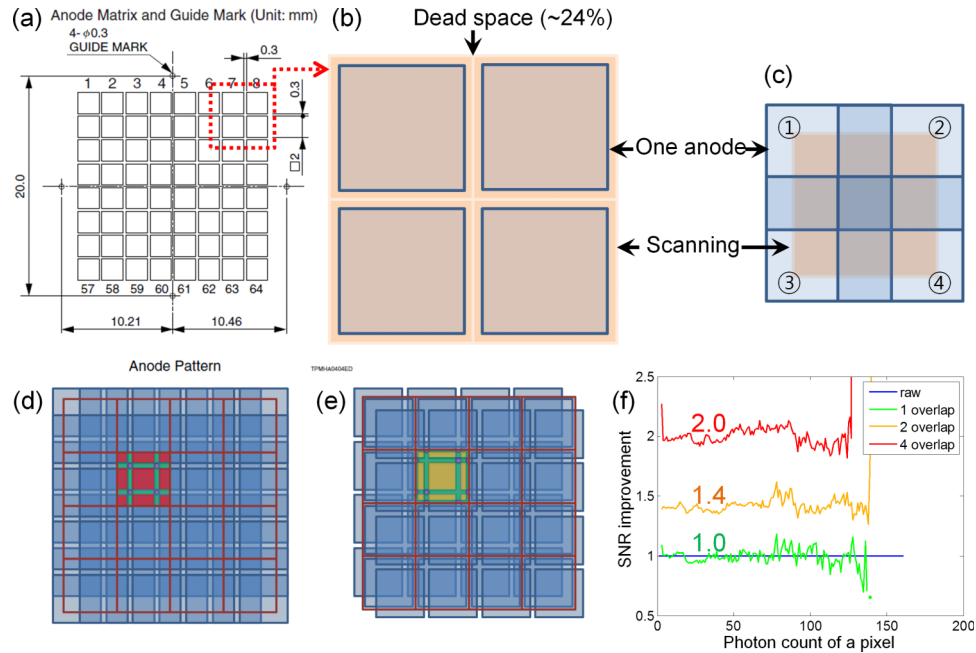 (a)
Anode Matrix and Guide Mark (Unit: mm)
4- ϕ0.3
GUIDE MARK
0.3
1 2 3 4 5 6 7 8
0.3
□2
20.0
57 58 59 60 61 62 63 64
10.21 10.46
(b)
Dead space (~24%)
One anode
Scanning
(c)
① ②
③ ④
Anode Pattern
TPMHA0404ED
(d)
(e)
(f)
2.5
2
1.5
1
0.5
SNR improvement
2.0
1.4
1.0
raw
1 overlap
2 overlap
4 overlap
0 50 100 150 200
Photon count of a pixel